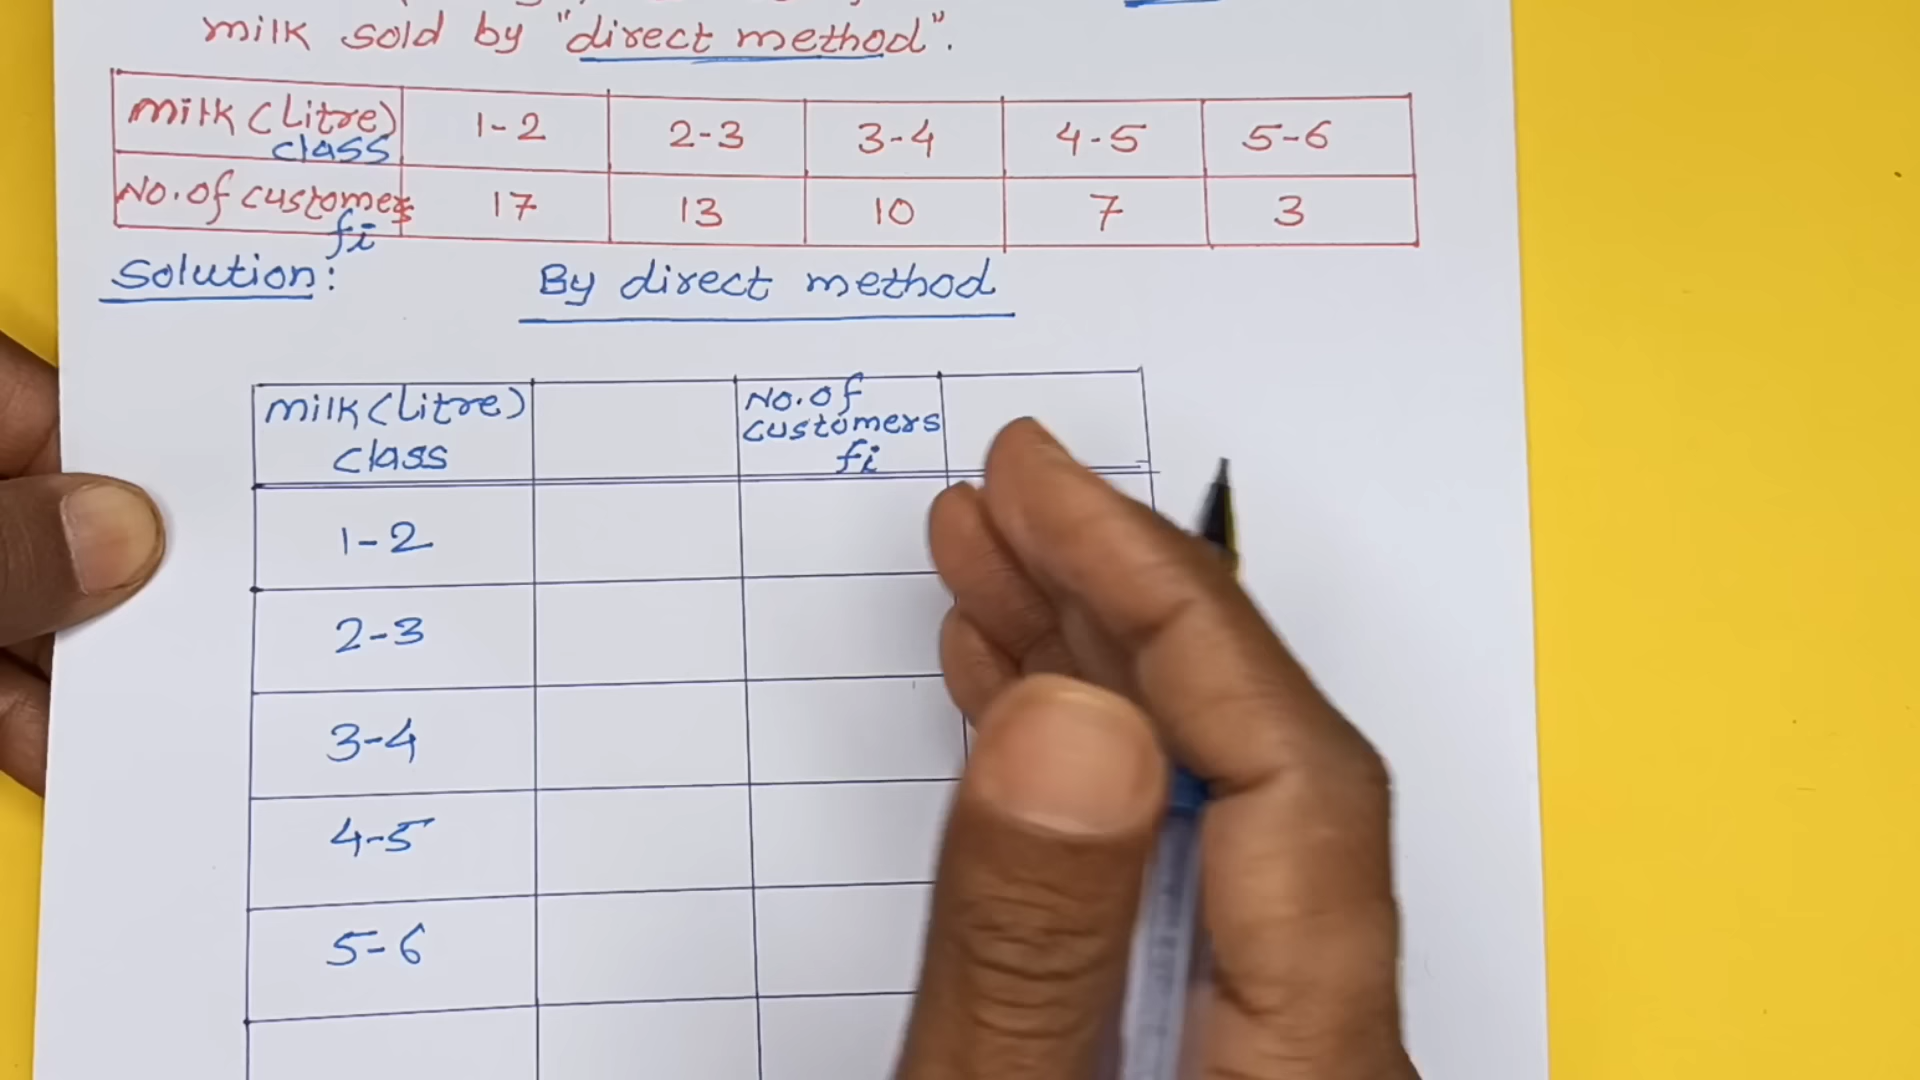 milk sold by "direct method".
milk (Litre) class 1-2 2-3 3-4 4-5 5-6
No. of customers fi 17 13 10 7 3
Solution: By direct method
milk (litre) class No. of customers fi
1-2
2-3
3-4
4-5
5-6